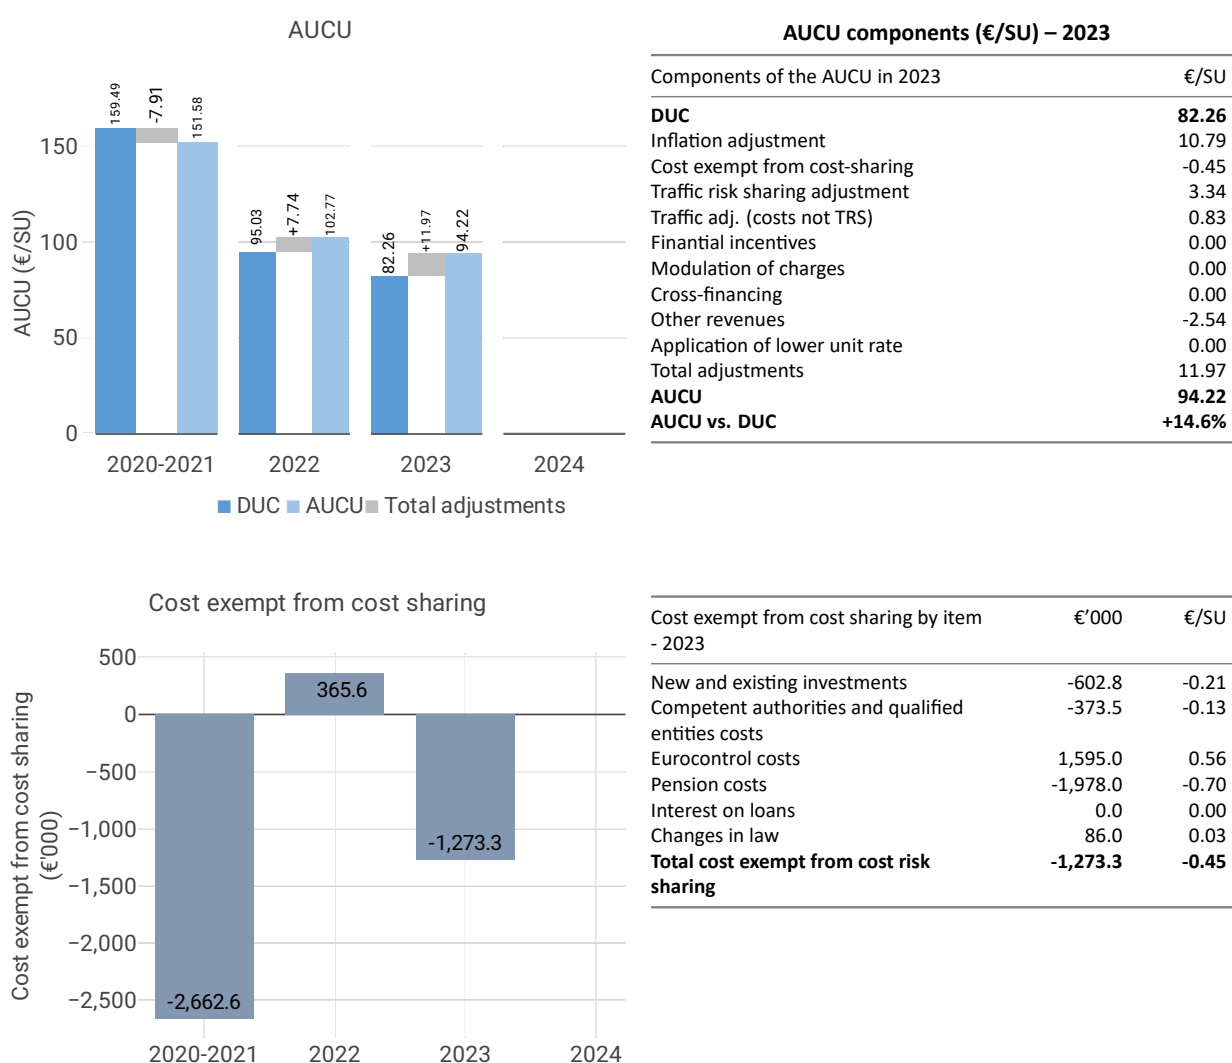 AUCU
159.49
-7.91
151.58
95.03
+7.74
102.77
82.26
+11.97
94.22
150
100
50
0
AUCU (€/SU)
2020-2021
2022
2023
2024
DUC
AUCU
Total adjustments
AUCU components (€/SU) – 2023
Components of the AUCU in 2023 €/SU
DUC 82.26
Inflation adjustment 10.79
Cost exempt from cost-sharing -0.45
Traffic risk sharing adjustment 3.34
Traffic adj. (costs not TRS) 0.83
Finantial incentives 0.00
Modulation of charges 0.00
Cross-financing 0.00
Other revenues -2.54
Application of lower unit rate 0.00
Total adjustments 11.97
AUCU 94.22
AUCU vs. DUC +14.6%
Cost exempt from cost sharing
500
0
−500
−1,000
−1,500
−2,000
−2,500
Cost exempt from cost sharing
(€'000)
-2,662.6
365.6
-1,273.3
2020-2021
2022
2023
2024
Cost exempt from cost sharing by item €’000 €/SU
- 2023
New and existing investments -602.8 -0.21
Competent authorities and qualified -373.5 -0.13
entities costs
Eurocontrol costs 1,595.0 0.56
Pension costs -1,978.0 -0.70
Interest on loans 0.0 0.00
Changes in law 86.0 0.03
Total cost exempt from cost risk -1,273.3 -0.45
sharing